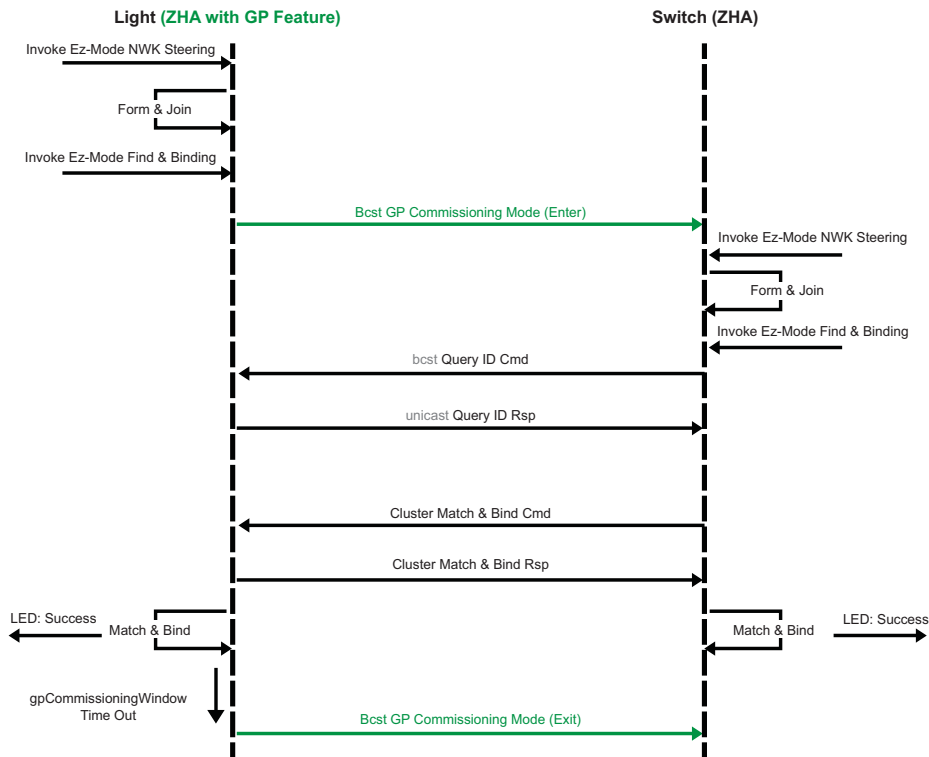 Light (ZHA with GP Feature)
Switch (ZHA)
Invoke Ez-Mode NWK Steering
Form & Join
Invoke Ez-Mode Find & Binding
Bcst GP Commissioning Mode (Enter)
Invoke Ez-Mode NWK Steering
Form & Join
Invoke Ez-Mode Find & Binding
bcst Query ID Cmd
unicast Query ID Rsp
Cluster Match & Bind Cmd
Cluster Match & Bind Rsp
LED: Success
Match & Bind
Match & Bind
LED: Success
gpCommissioningWindow
Time Out
Bcst GP Commissioning Mode (Exit)